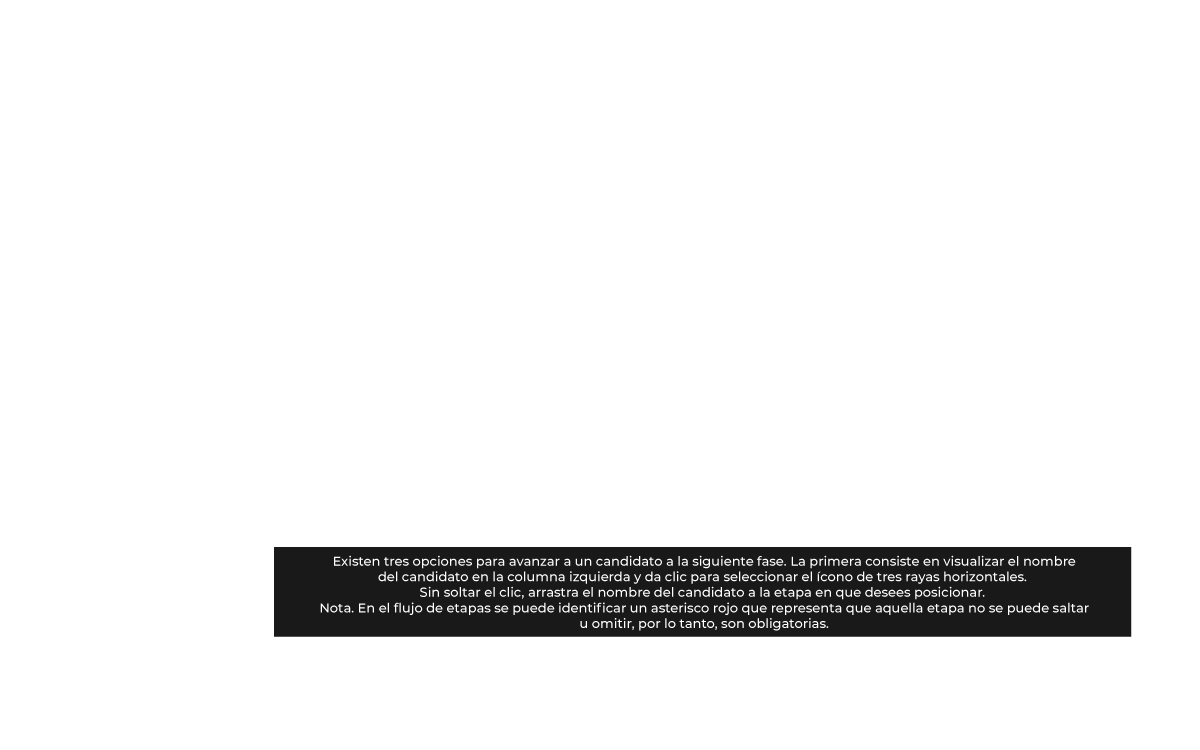 Existen tres opciones para avanzar a un candidato a la siguiente fase. La primera consiste en visualizar el nombre
del candidato en la columna izquierda y da clic para seleccionar el ícono de tres rayas horizontales.
Sin soltar el clic, arrastra el nombre del candidato a la etapa en que desees posicionar.
Nota. En el flujo de etapas se puede identificar un asterisco rojo que representa que aquella etapa no se puede saltar
u omitir, por lo tanto, son obligatorias.